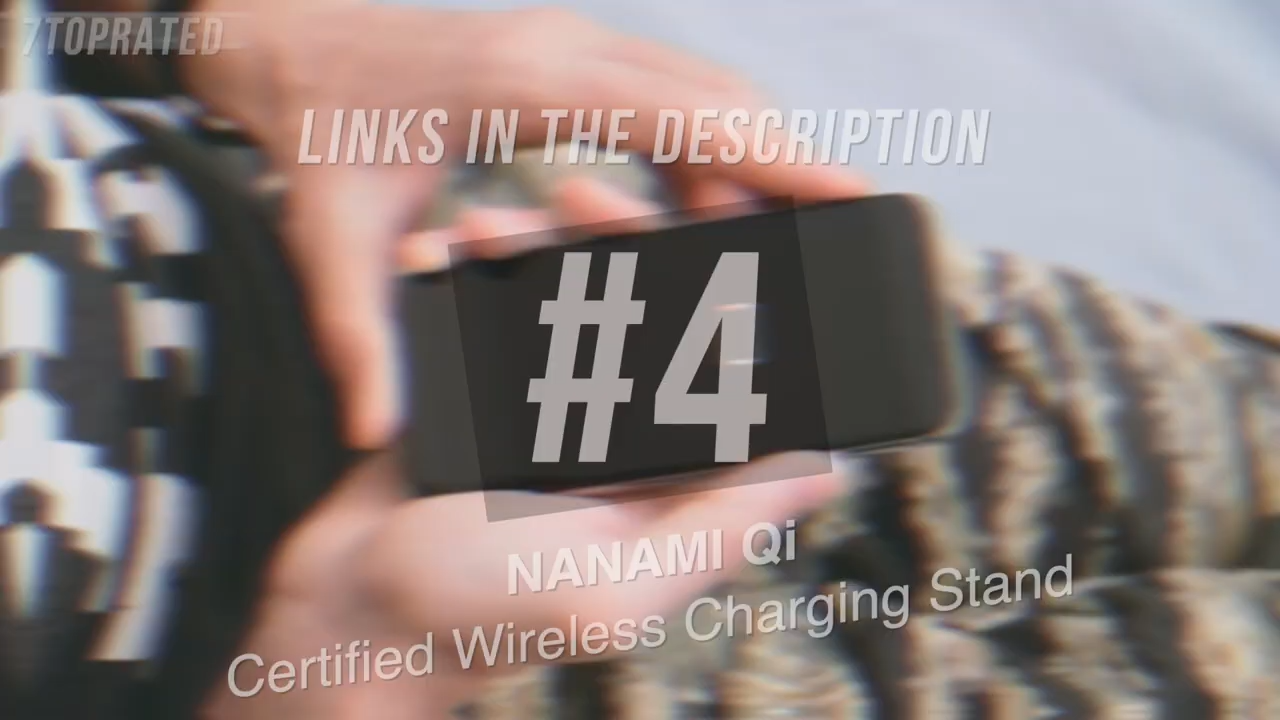 7TOPRATED
LINKS IN THE DESCRIPTION
#4
NANAMI Qi
Certified Wireless Charging Stand